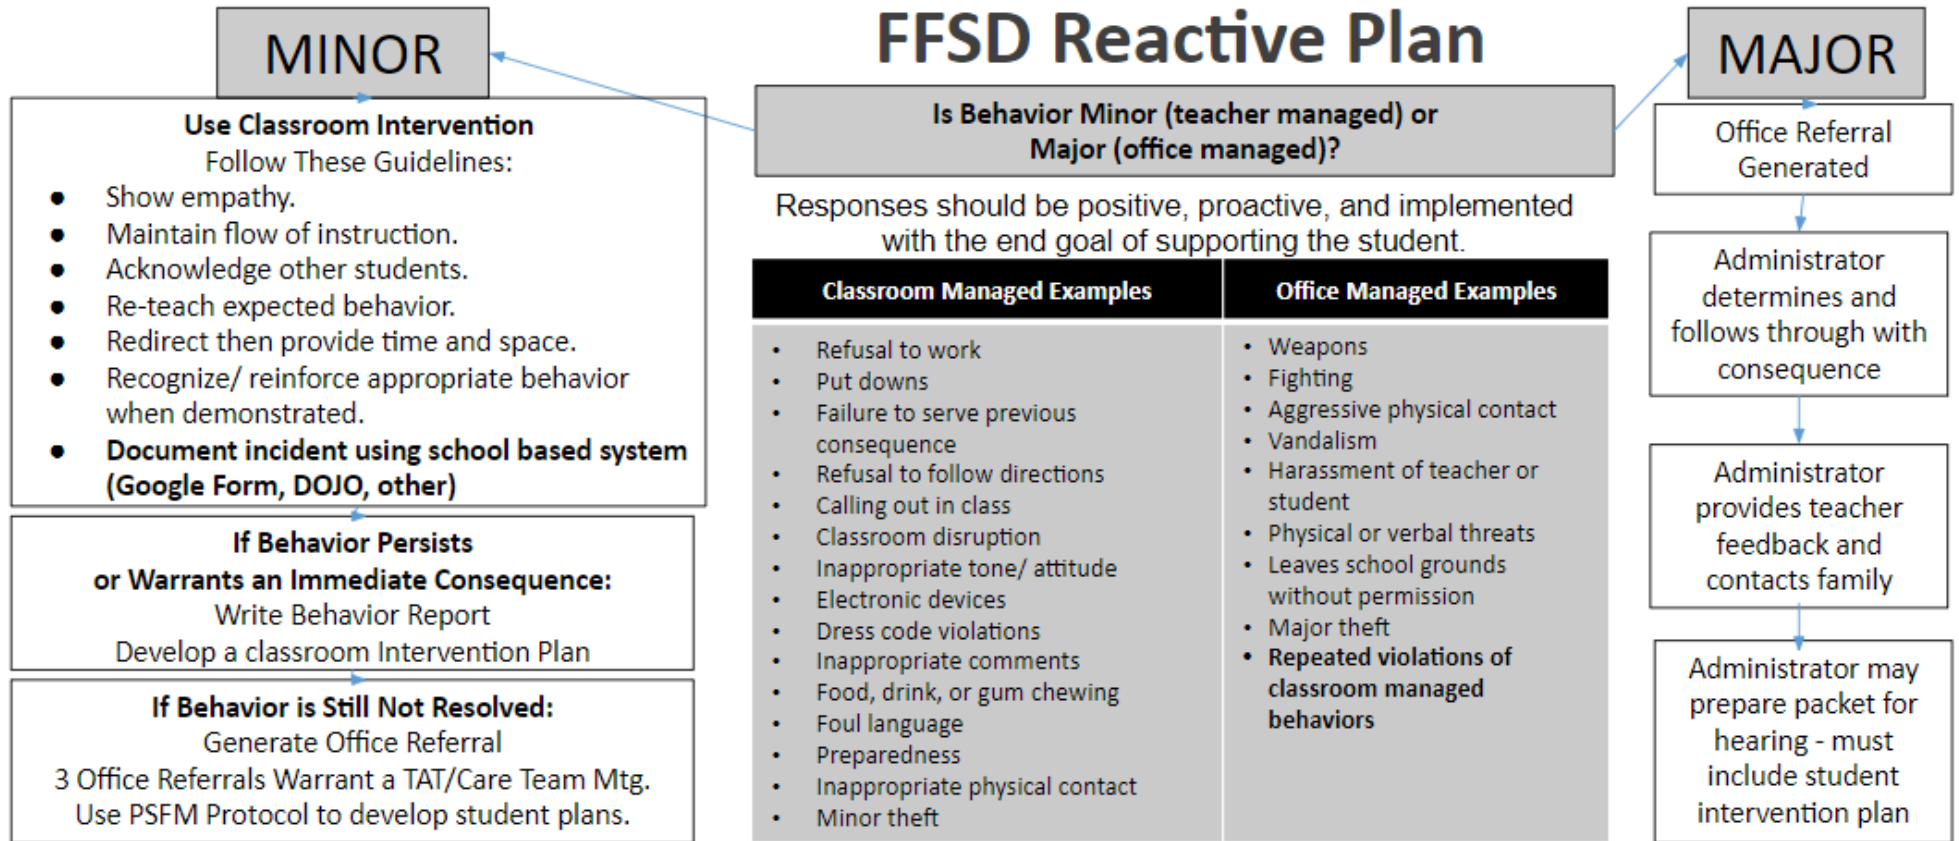 FFSD Reactive Plan
MINOR
Use Classroom Intervention
Follow These Guidelines:
● Show empathy.
● Maintain flow of instruction.
● Acknowledge other students.
● Re-teach expected behavior.
● Redirect then provide time and space.
● Recognize/ reinforce appropriate behavior
when demonstrated.
● Document incident using school based system
(Google Form, DOJO, other)
If Behavior Persists
or Warrants an Immediate Consequence:
Write Behavior Report
Develop a classroom Intervention Plan
If Behavior is Still Not Resolved:
Generate Office Referral
3 Office Referrals Warrant a TAT/Care Team Mtg.
Use PSFM Protocol to develop student plans.
Is Behavior Minor (teacher managed) or
Major (office managed)?
Responses should be positive, proactive, and implemented
with the end goal of supporting the student.
Classroom Managed Examples
• Refusal to work
• Put downs
• Failure to serve previous
consequence
• Refusal to follow directions
• Calling out in class
• Classroom disruption
• Inappropriate tone/ attitude
• Electronic devices
• Dress code violations
• Inappropriate comments
• Food, drink, or gum chewing
• Foul language
• Preparedness
• Inappropriate physical contact
• Minor theft
Office Managed Examples
• Weapons
• Fighting
• Aggressive physical contact
• Vandalism
• Harassment of teacher or
student
• Physical or verbal threats
• Leaves school grounds
without permission
• Major theft
• Repeated violations of
classroom managed
behaviors
MAJOR
Office Referral
Generated
Administrator
determines and
follows through with
consequence
Administrator
provides teacher
feedback and
contacts family
Administrator may
prepare packet for
hearing - must
include student
intervention plan